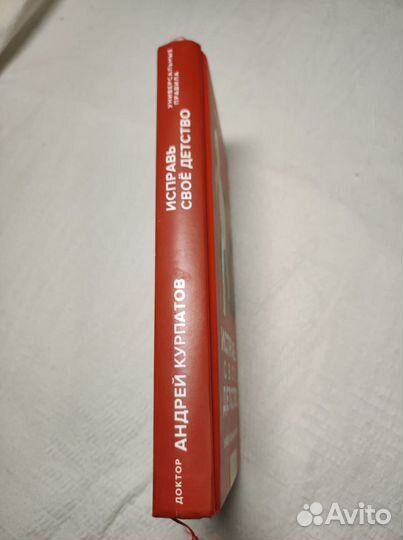 ДОКТОР
АНДРЕЙ КУРПАТОВ
ИСПРАВЬ
СВОЁ ДЕТСТВО
УНИВЕРСАЛЬНЫЕ
ПРАВИЛА
Avito